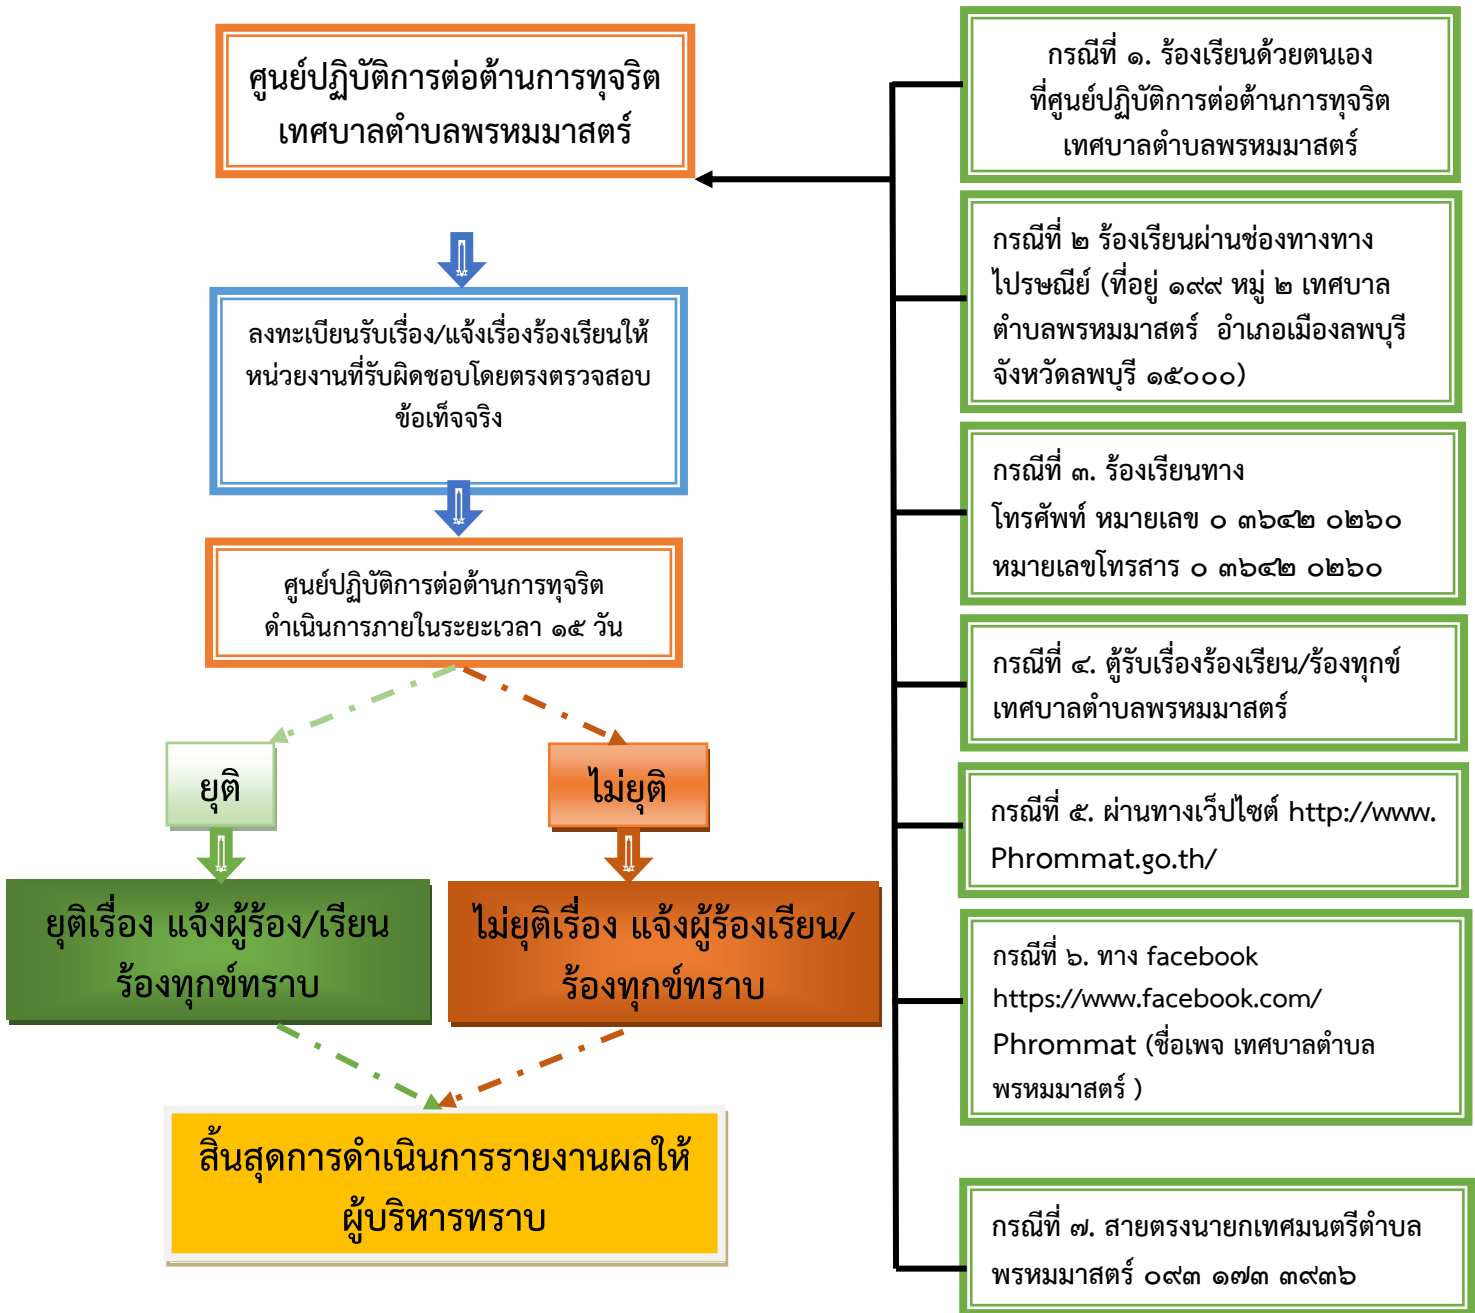 ศูนย์ปฏิบัติการต่อต้านการทุจริต
เทศบาลตำบลพรหมมาสตร์
ลงทะเบียนรับเรื่อง/แจ้งเรื่องร้องเรียนให้
หน่วยงานที่รับผิดชอบโดยตรงตรวจสอบ
ข้อเท็จจริง
ศูนย์ปฏิบัติการต่อต้านการทุจริต
ดำเนินการภายในระยะเวลา ๑๕ วัน
ยุติ
ไม่ยุติ
ยุติเรื่อง แจ้งผู้ร้อง/เรียน
ร้องทุกข์ทราบ
ไม่ยุติเรื่อง แจ้งผู้ร้องเรียน/
ร้องทุกข์ทราบ
สิ้นสุดการดำเนินการรายงานผลให้
ผู้บริหารทราบ
กรณีที่ ๑. ร้องเรียนด้วยตนเอง
ที่ศูนย์ปฏิบัติการต่อต้านการทุจริต
เทศบาลตำบลพรหมมาสตร์
กรณีที่ ๒ ร้องเรียนผ่านช่องทางทาง
ไปรษณีย์ (ที่อยู่ ๑๙๙ หมู่ ๒ เทศบาล
ตำบลพรหมมาสตร์ อำเภอเมืองลพบุรี
จังหวัดลพบุรี ๑๕๐๐๐)
กรณีที่ ๓. ร้องเรียนทาง
โทรศัพท์ หมายเลข ๐ ๓๖๔๒ ๐๒๖๐
หมายเลขโทรสาร ๐ ๓๖๔๒ ๐๒๖๐
กรณีที่ ๔. ตู้รับเรื่องร้องเรียน/ร้องทุกข์
เทศบาลตำบลพรหมมาสตร์
กรณีที่ ๕. ผ่านทางเว็ปไซต์ http://www.
Phrommat.go.th/
กรณีที่ ๖. ทาง facebook
https://www.facebook.com/
Phrommat (ชื่อเพจ เทศบาลตำบล
พรหมมาสตร์ )
กรณีที่ ๗. สายตรงนายกเทศมนตรีตำบล
พรหมมาสตร์ ๐๙๓ ๑๗๓ ๓๙๓๖